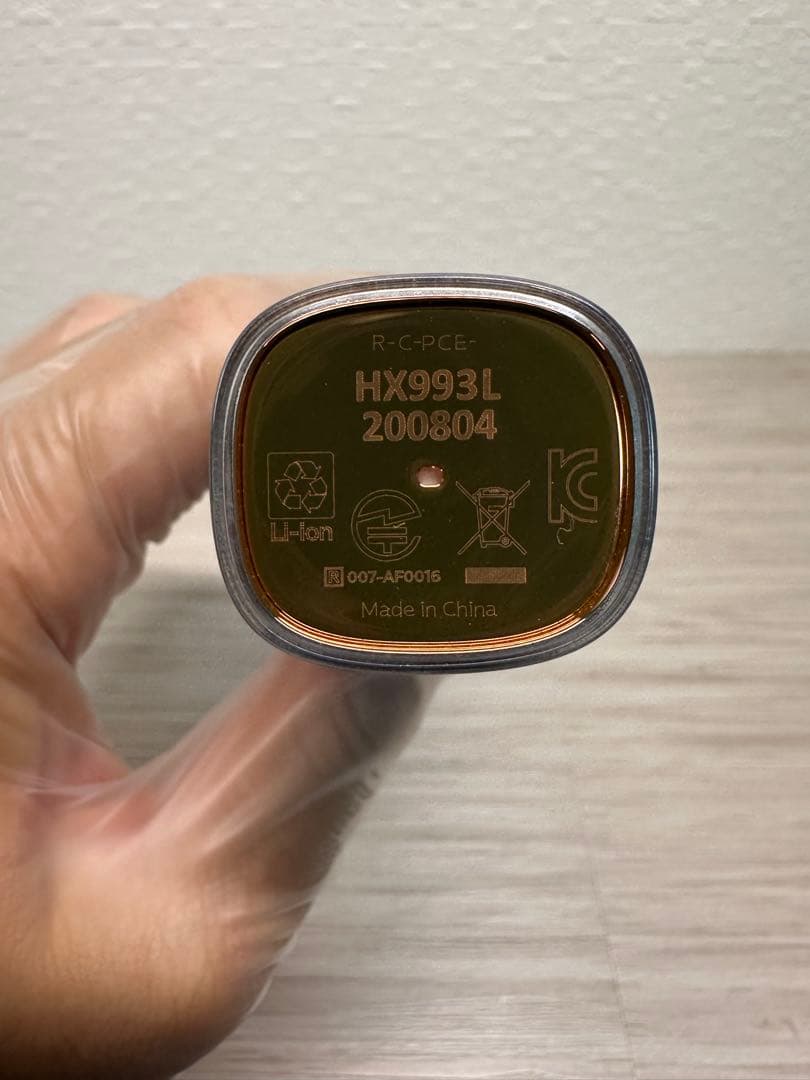 R-C-PCE-
HX993L
200804
Li-ion
R 007-AF0016
Made in China